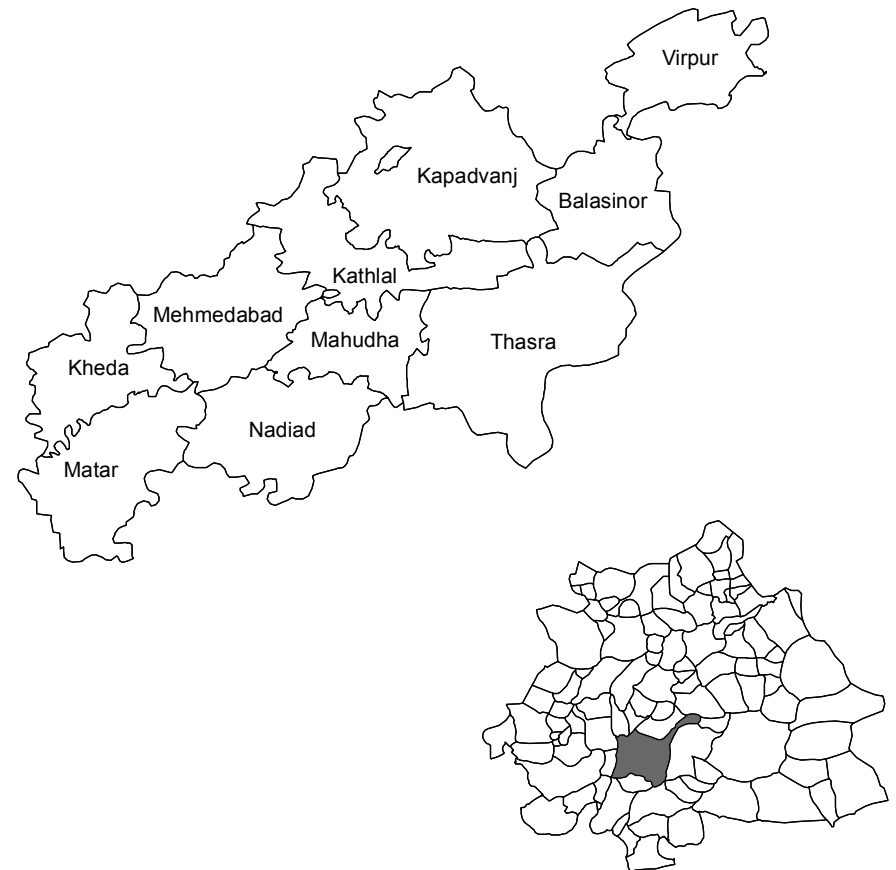 Virpur
Kapadvanj
Balasinor
Kathlal
Mehmedabad
Mahudha
Thasra
Kheda
Nadiad
Matar